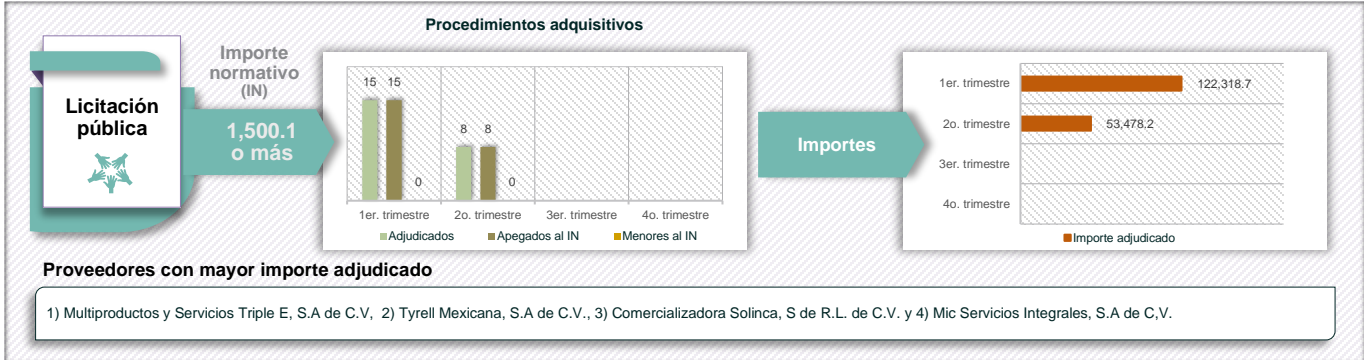 Procedimientos adquisitivos
Licitación
pública
Importe
normativo
(IN)
1,500.1
o más
15 15
0
8 8
0
1er. trimestre 2o. trimestre 3er. trimestre 4o. trimestre
Adjudicados Apegados al IN Menores al IN
Importes
1er. trimestre 122,318.7
2o. trimestre 53,478.2
3er. trimestre
4o. trimestre
Importe adjudicado
Proveedores con mayor importe adjudicado
1) Multiproductos y Servicios Triple E, S.A de C.V, 2) Tyrell Mexicana, S.A de C.V., 3) Comercializadora Solinca, S de R.L. de C.V. y 4) Mic Servicios Integrales, S.A de C,V.